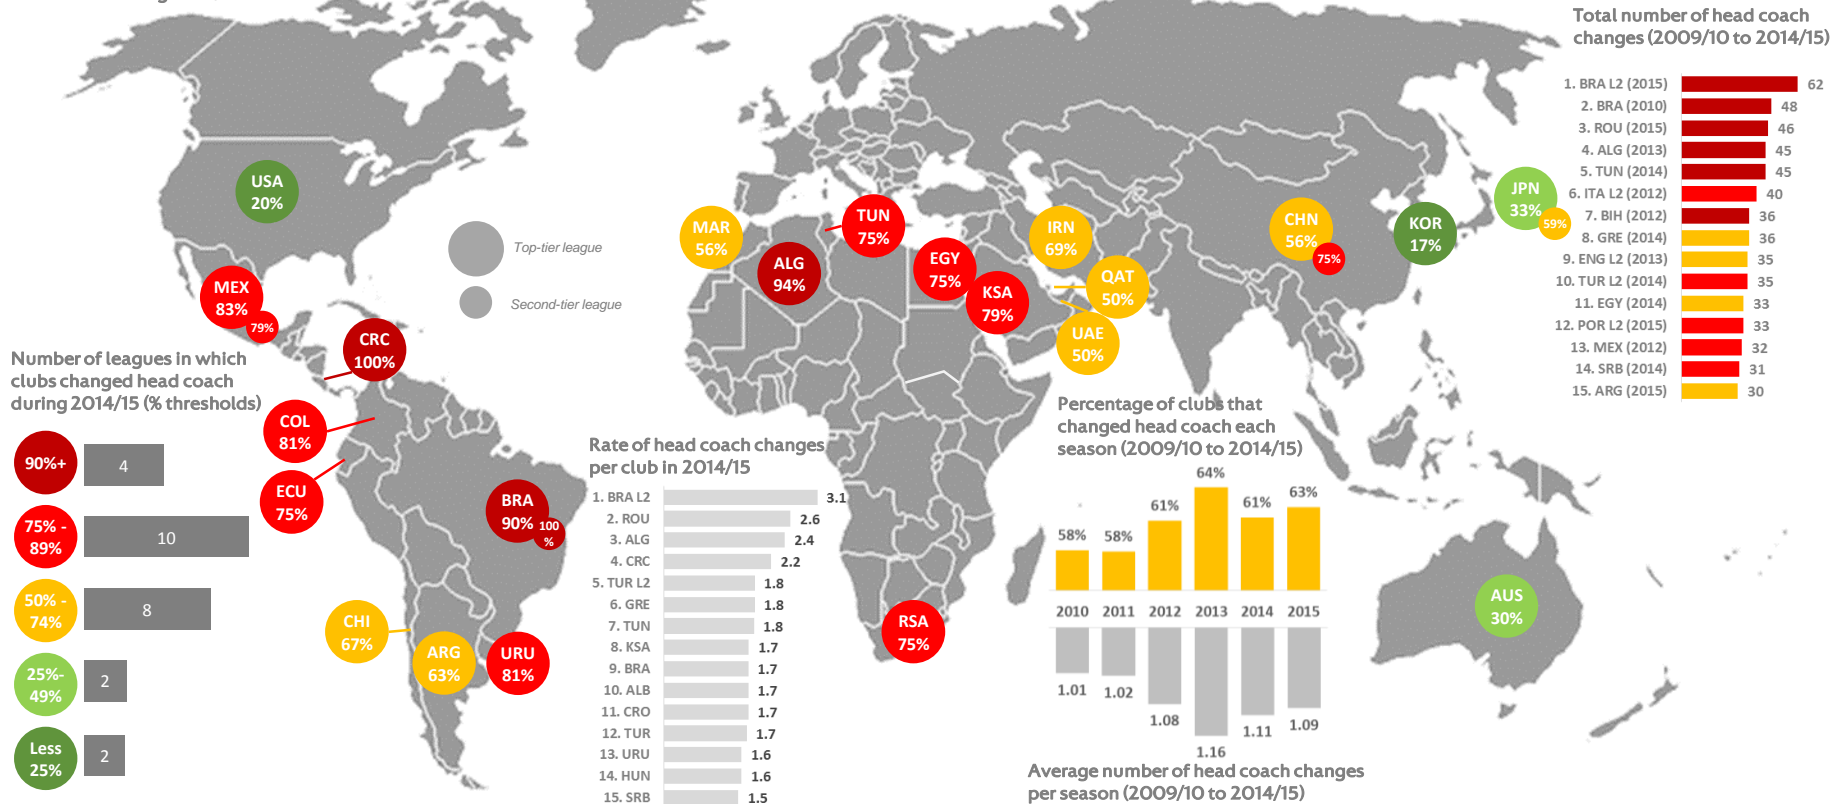 Total number of head coach
changes (2009/10 to 2014/15)
1. BRA L2 (2015) 62
2. BRA (2010) 48
3. ROU (2015) 46
4. ALG (2013) 45
5. TUN (2014) 45
6. ITA L2 (2012) 40
7. BIH (2012) 36
8. GRE (2014) 36
9. ENG L2 (2013) 35
10. TUR L2 (2014) 35
11. EGY (2014) 33
12. POR L2 (2015) 33
13. MEX (2012) 32
14. SRB (2014) 31
15. ARG (2015) 30
USA
20%
Top-tier league
Second-tier league
MEX
83%
79%
CRC
100%
COL
81%
ECU
75%
BRA
90%
100
%
CHI
67%
ARG
63%
URU
81%
MAR
56%
ALG
94%
TUN
75%
EGY
75%
KSA
79%
IRN
69%
QAT
50%
UAE
50%
CHN
56%
75%
KOR
17%
JPN
33%
59%
RSA
75%
AUS
30%
Number of leagues in which
clubs changed head coach
during 2014/15 (% thresholds)
90%+
4
75% -
89%
10
50% -
74%
8
25%-
49%
2
Less
25%
2
Rate of head coach changes
per club in 2014/15
1. BRA L2 3.1
2. ROU 2.6
3. ALG 2.4
4. CRC 2.2
5. TUR L2 1.8
6. GRE 1.8
7. TUN 1.8
8. KSA 1.7
9. BRA 1.7
10. ALB 1.7
11. CRO 1.7
12. TUR 1.7
13. URU 1.6
14. HUN 1.6
15. SRB 1.5
Percentage of clubs that
changed head coach each
season (2009/10 to 2014/15)
58% 58% 61% 64% 61% 63%
2010 2011 2012 2013 2014 2015
1.01 1.02 1.08 1.16 1.11 1.09
Average number of head coach changes
per season (2009/10 to 2014/15)